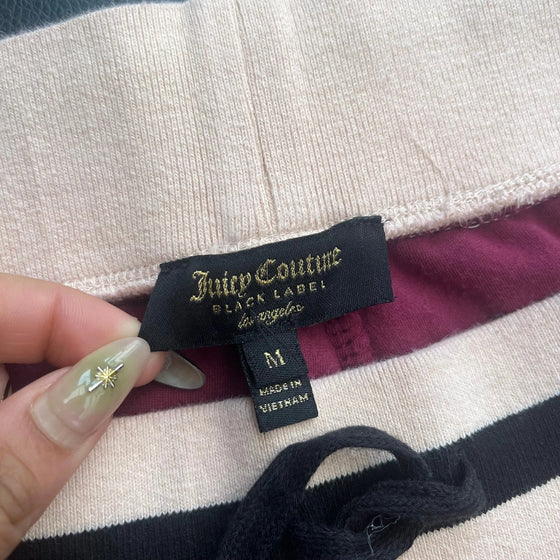 Juicy Couture
BLACK LABEL
los angeles
M
MADE IN
VIETNAM